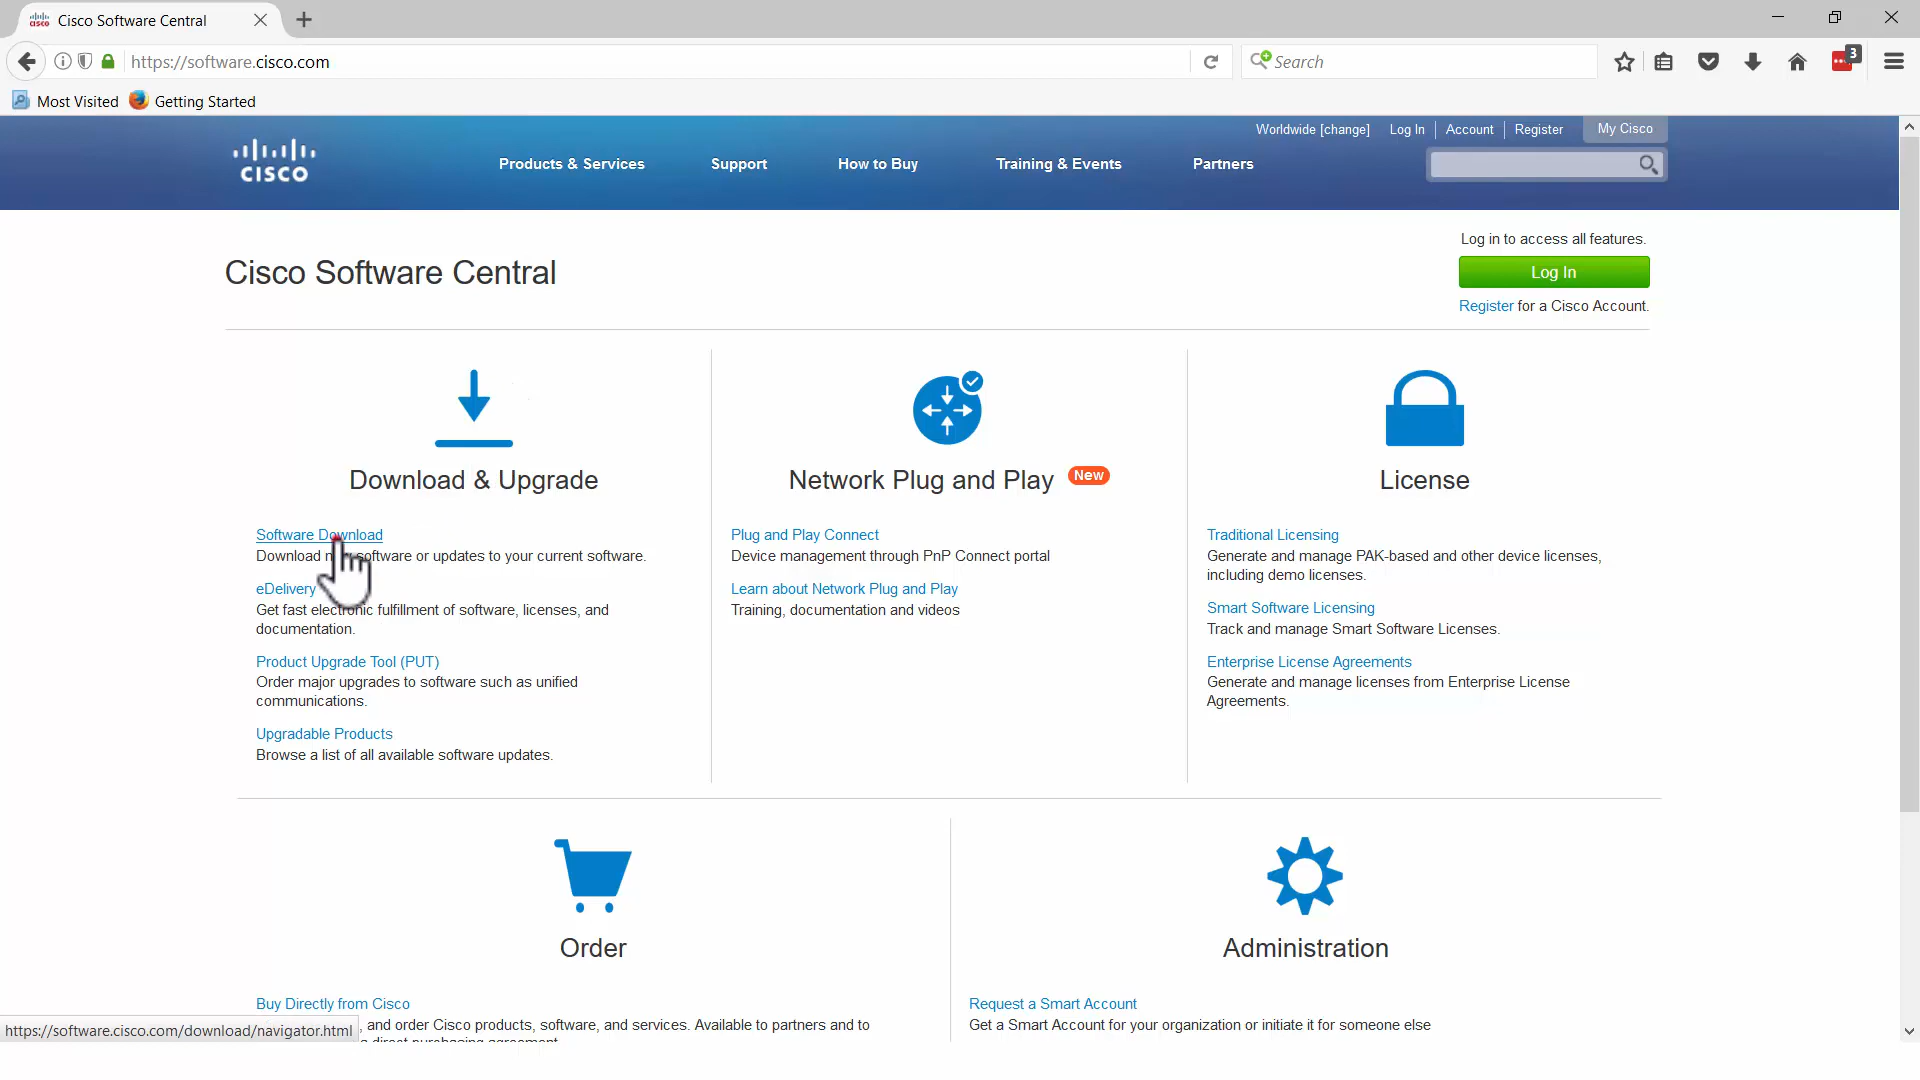 Cisco Software Central
https://software.cisco.com
Search
3
Most Visited
Getting Started
Worldwide [change]
Log In
Account
Register
My Cisco
CISCO
Products & Services
Support
How to Buy
Training & Events
Partners
Cisco Software Central
Log in to access all features.
Log In
Register for a Cisco Account.
Download & Upgrade
Software Download
Download software or updates to your current software.
eDelivery
Get fast electronic fulfillment of software, licenses, and
documentation.
Product Upgrade Tool (PUT)
Order major upgrades to software such as unified
communications.
Upgradable Products
Browse a list of all available software updates.
Network Plug and Play
New
Plug and Play Connect
Device management through PnP Connect portal
Learn about Network Plug and Play
Training, documentation and videos
License
Traditional Licensing
Generate and manage PAK-based and other device licenses,
including demo licenses.
Smart Software Licensing
Track and manage Smart Software Licenses.
Enterprise License Agreements
Generate and manage licenses from Enterprise License
Agreements.
Order
Buy Directly from Cisco
, and order Cisco products, software, and services. Available to partners and to
Administration
Request a Smart Account
Get a Smart Account for your organization or initiate it for someone else
https://software.cisco.com/download/navigator.html